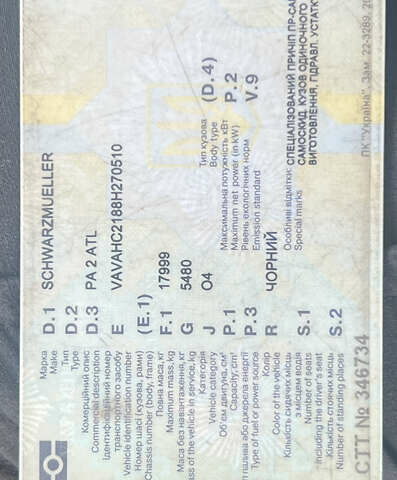 Марка
Make
D.1 SCHWARZMUELLER
Тип
Type
D.2
Комерційний опис
Commercial description
D.3 PA 2 ATL
Ідентифікаційний номер
транспортного засобу
Vehicle identification number
E VAVAHC2188H270510
Номер шасі (кузова, рами)
Chassis number (body, frame)
(E.1)
Повна маса, кг
Maximum mass, kg
F.1 17999
Маса без навантаження, кг
ss of the vehicle in service, kg
G 5480
Категорія
Vehicle category
J O4
Об'єм двигуна, см³
Capacity, cm³
P.1
п палива або джерела енергії
Type of fuel or power source
P.3
Колір
Color of the vehicle
R ЧОРНИЙ
Кількість сидячих місць
з місцем водія
Number of seats
Including the driver's seat
S.1
Кількість стоячих місць
Number of standing places
S.2
Тип кузова
Body type
(D.4)
Максимальна потужність кВт
Maximum net power (in kW)
P.2
Рівень екологічних норм
Emission standard
V.9
Особливі відмітки:
Special marks
СПЕЦІАЛІЗОВАНИЙ ПРИЧІП ПР-СА
САМОСКИД. КУЗОВ ОДИНОЧНОГО
ВИГОТОВЛЕННЯ, ГІДРАВЛ. УСТАТК
СТТ № 346734
ПК "Україна", Зам. 22-3289. 20